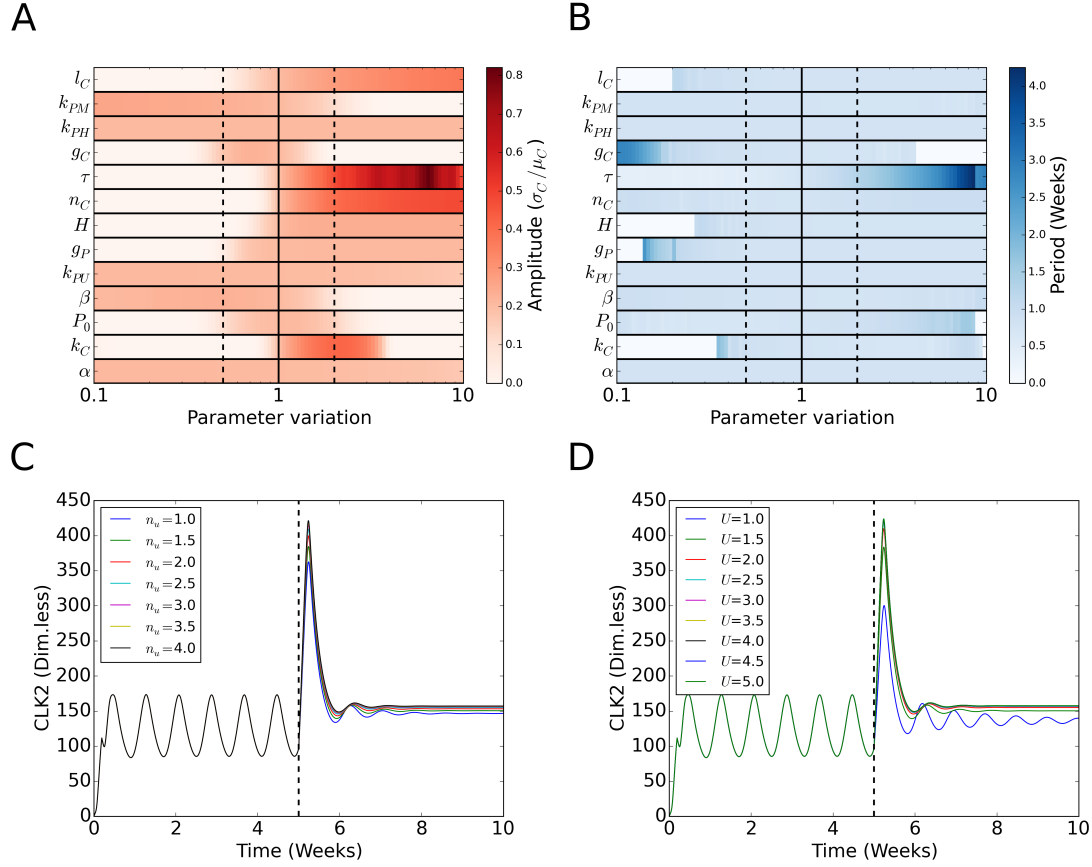 A
l_C
k_PM
k_PH
g_C
τ
n_C
H
g_P
k_PU
β
P_0
k_C
α
0.1
1
10
Parameter variation
0.8
0.7
0.6
0.5
0.4
0.3
0.2
0.1
0.0
Amplitude (σ_C/μ_C)
B
l_C
k_PM
k_PH
g_C
τ
n_C
H
g_P
k_PU
β
P_0
k_C
α
0.1
1
10
Parameter variation
4.0
3.5
3.0
2.5
2.0
1.5
1.0
0.5
0.0
Period (Weeks)
C
450
400
350
300
250
200
150
100
50
0
CLK2 (Dim.less)
n_u=1.0
n_u=1.5
n_u=2.0
n_u=2.5
n_u=3.0
n_u=3.5
n_u=4.0
0
2
4
6
8
10
Time (Weeks)
D
450
400
350
300
250
200
150
100
50
0
CLK2 (Dim.less)
U=1.0
U=1.5
U=2.0
U=2.5
U=3.0
U=3.5
U=4.0
U=4.5
U=5.0
0
2
4
6
8
10
Time (Weeks)